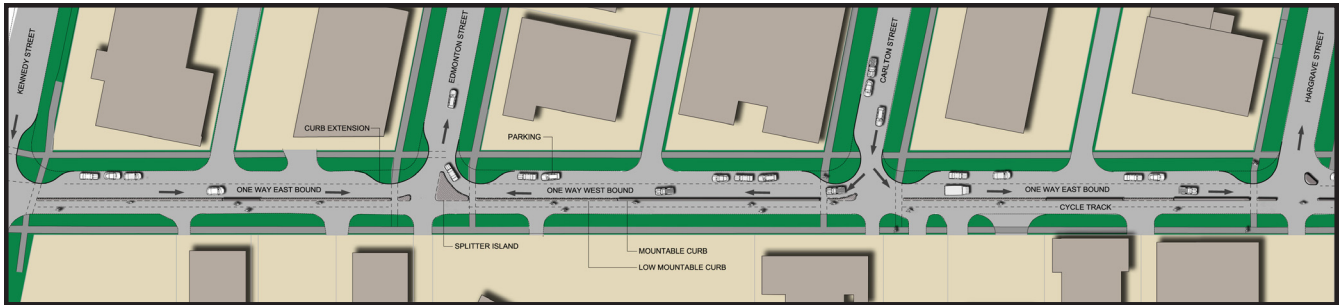 KENNEDY STREET
EDMONTON STREET
CARLTON STREET
HARGRAVE STREET
CURB EXTENSION
PARKING
ONE WAY EAST BOUND
ONE WAY WEST BOUND
ONE WAY EAST BOUND
CYCLE TRACK
SPLITTER ISLAND
MOUNTABLE CURB
LOW MOUNTABLE CURB